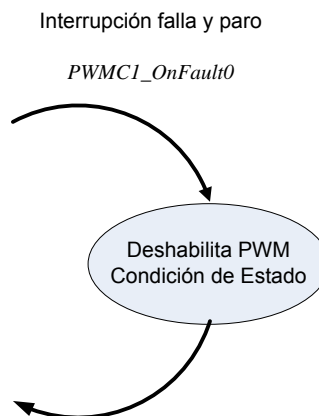 Interrupción falla y paro
PWMC1_OnFault0
Deshabilita PWM
Condición de Estado